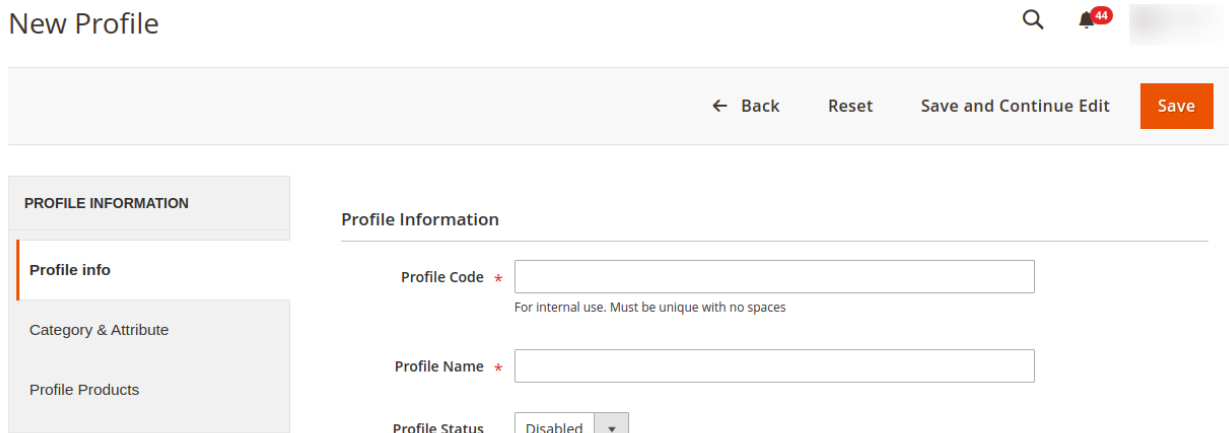 New Profile
44
Back Reset Save and Continue Edit Save
PROFILE INFORMATION
Profile info
Category & Attribute
Profile Products
Profile Information
Profile Code *
For internal use. Must be unique with no spaces
Profile Name *
Profile Status Disabled